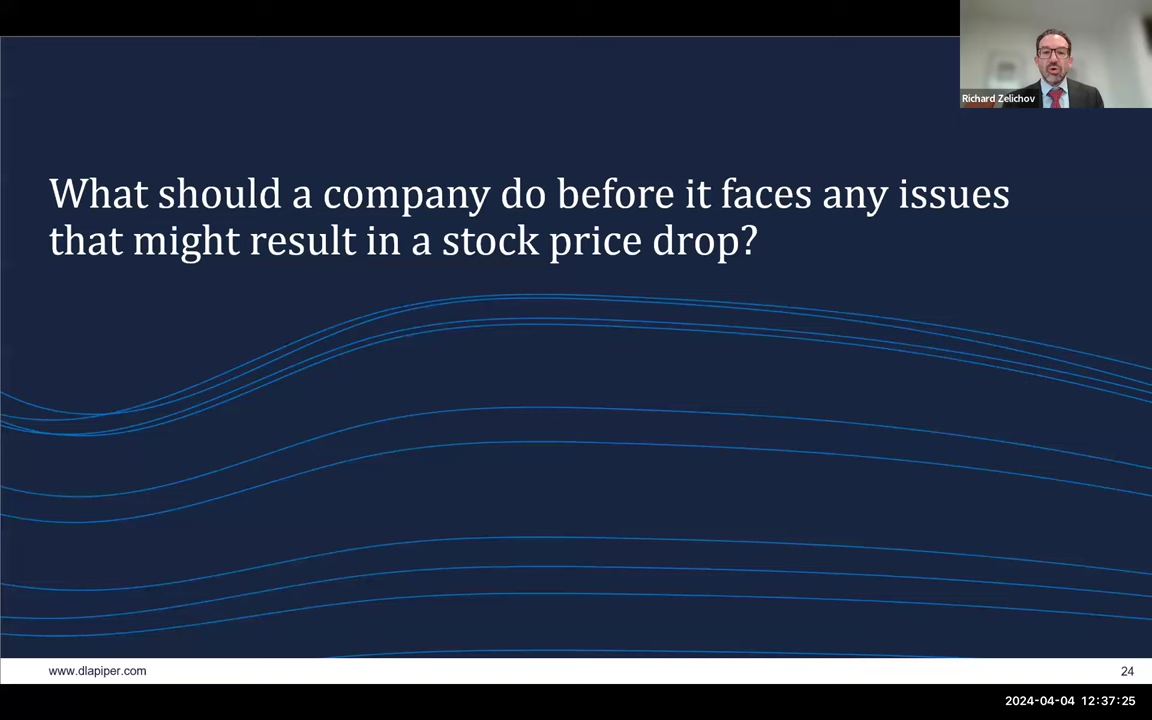 Richard Zelichov
What should a company do before it faces any issues
that might result in a stock price drop?
www.dlapiper.com
24
2024-04-04 12:37:25